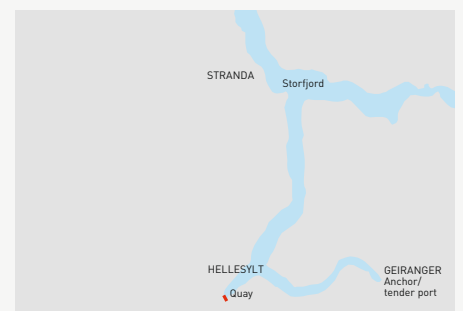 STRANDA
Storfjord
HELLESYLT
Quay
GEIRANGER
Anchor/
tender port